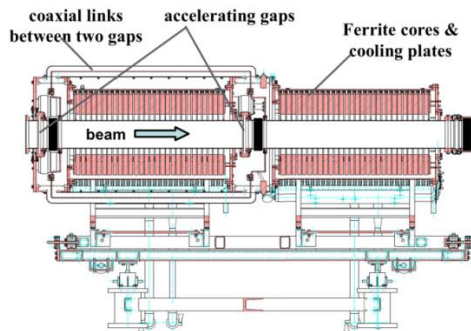 coaxial links
between two gaps
accelerating gaps
Ferrite cores &
cooling plates
beam